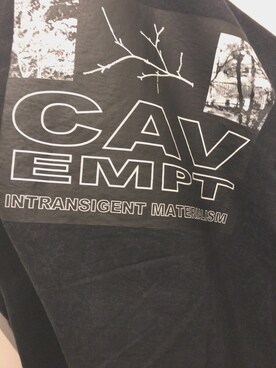 CAV
EMPT
INTRANSIGENT MATERIALISM